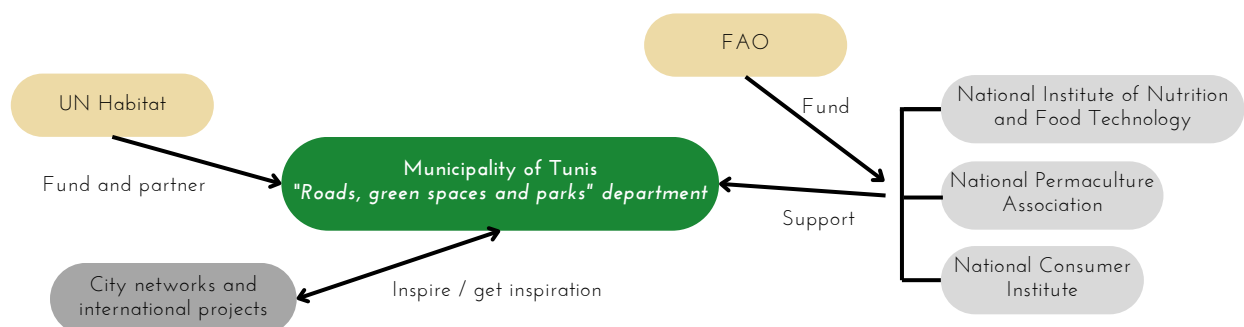 FAO
UN Habitat
Fund
National Institute of Nutrition
and Food Technology
Municipality of Tunis
"Roads, green spaces and parks" department
Fund and partner
National Permaculture
Association
Support
City networks and
international projects
Inspire / get inspiration
National Consumer
Institute